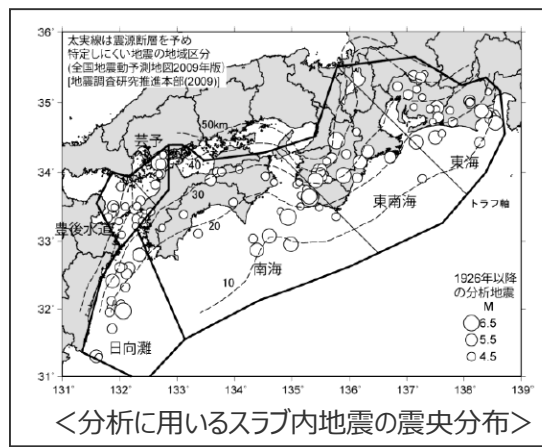 太実線は震源断層を予め
特定しにくい地震の地域区分
(全国地震動予測地図2009年版)
[地震調査研究推進本部(2009)]
36˚
35˚
34˚
33˚
32˚
31˚
50km
40
30
20
10
芸予
豊後水道
日向灘
南海
東南海
東海
トラフ軸
1926年以降
の分析地震
M
6.5
5.5
4.5
131˚ 132˚ 133˚ 134˚ 135˚ 136˚ 137˚ 138˚ 139˚
<分析に用いるスラブ内地震の震央分布>